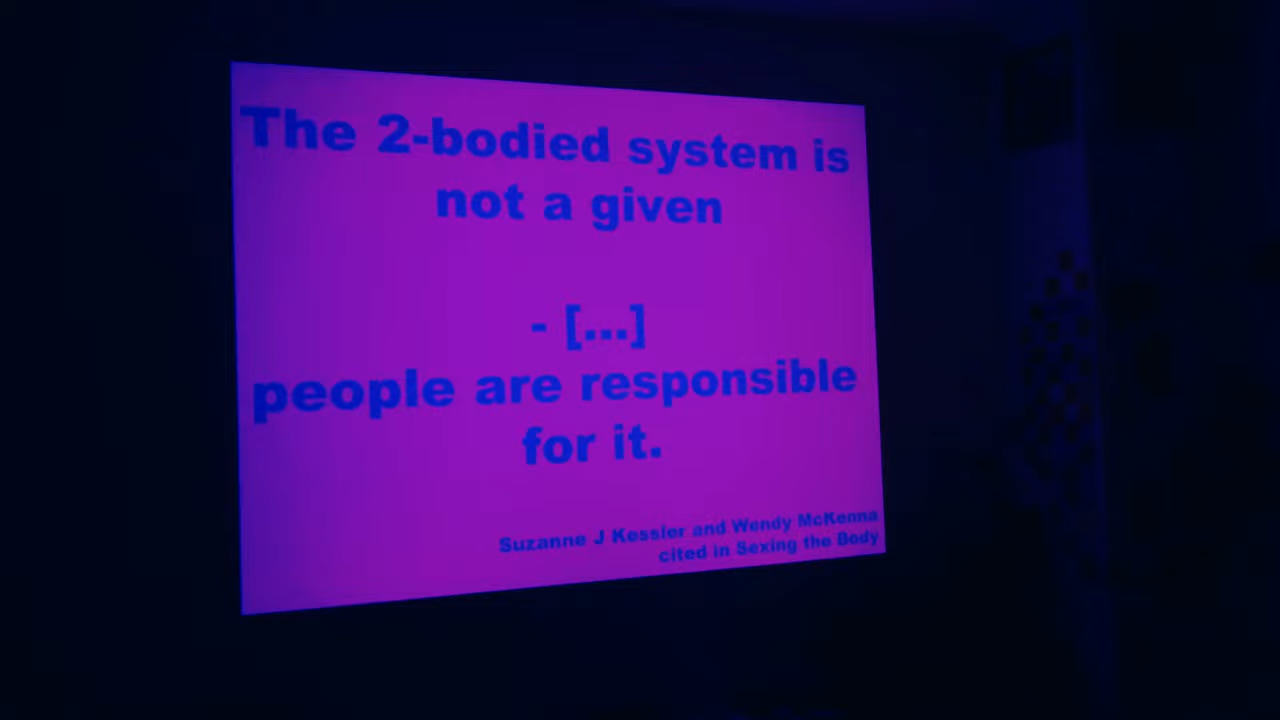 The 2-bodied system is
not a given
- [...]
people are responsible
for it.
Suzanne J Kessler and Wendy McKenna
cited in Sexing the Body